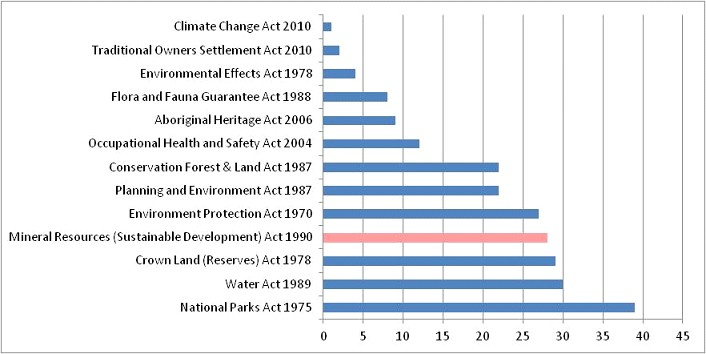 Climate Change Act 2010
Traditional Owners Settlement Act 2010
Environmental Effects Act 1978
Flora and Fauna Guarantee Act 1988
Aboriginal Heritage Act 2006
Occupational Health and Safety Act 2004
Conservation Forest & Land Act 1987
Planning and Environment Act 1987
Environment Protection Act 1970
Mineral Resources (Sustainable Development) Act 1990
Crown Land (Reserves) Act 1978
Water Act 1989
National Parks Act 1975
0 5 10 15 20 25 30 35 40 45